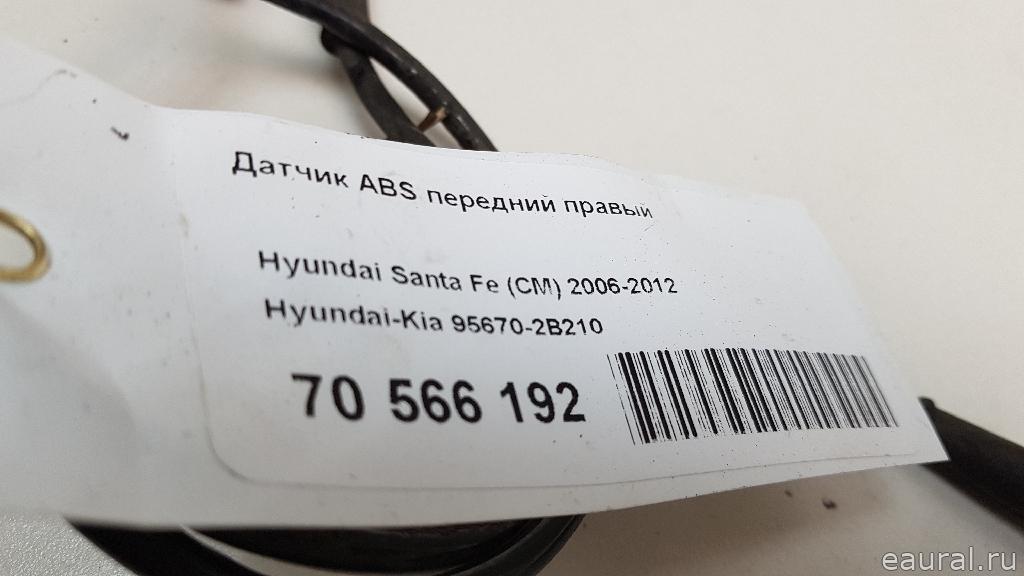 Датчик ABS передний правый
Hyundai Santa Fe (CM) 2006-2012
Hyundai-Kia 95670-2B210
70 566 192
eaural.ru